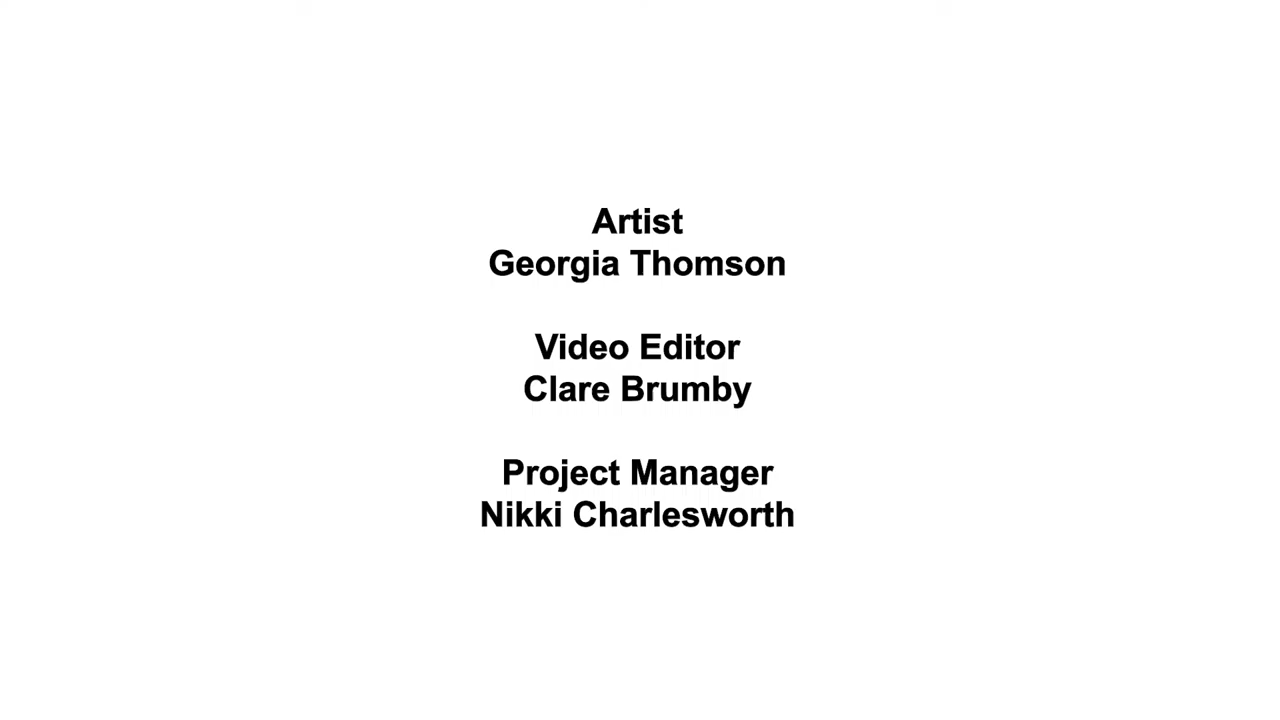 Artist
Georgia Thomson
Video Editor
Clare Brumby
Project Manager
Nikki Charlesworth